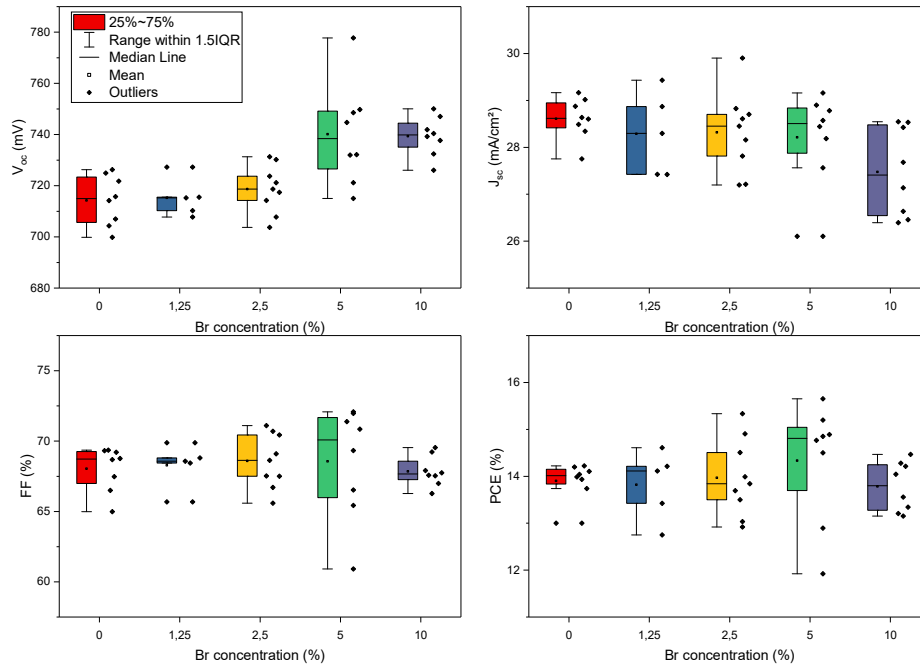 25%~75%
Range within 1.5IQR
Median Line
Mean
Outliers
780
760
740
720
700
680
Voc (mV)
0 1,25 2,5 5 10
Br concentration (%)
30
28
26
Jsc (mA/cm²)
0 1,25 2,5 5 10
Br concentration (%)
75
70
65
60
FF (%)
0 1,25 2,5 5 10
Br concentration (%)
16
14
12
PCE (%)
0 1,25 2,5 5 10
Br concentration (%)